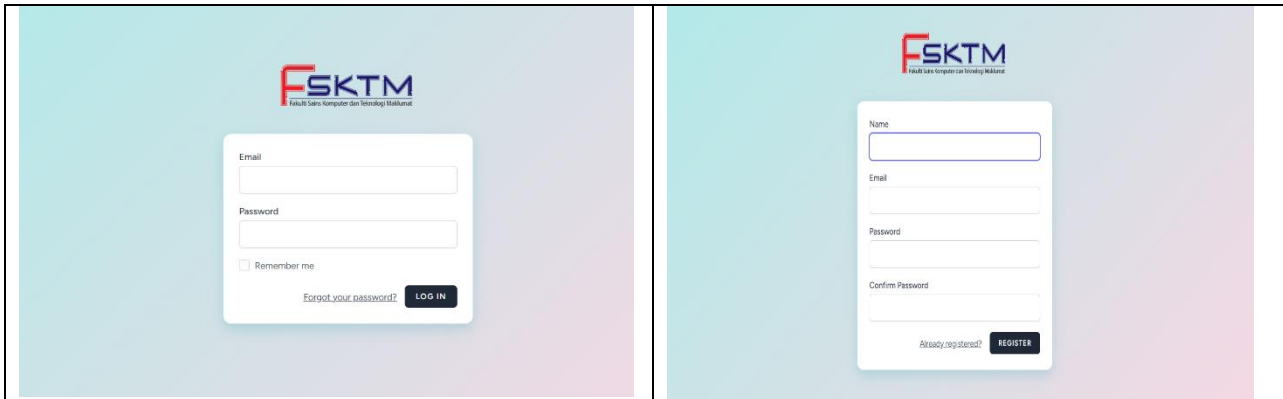 FSKTM
Fakulti Sains Komputer dan Teknologi Maklumat
Email
Password
Remember me
Forgot your password?
LOG IN
FSKTM
Fakulti Sains Komputer dan Teknologi Maklumat
Name
Email
Password
Confirm Password
Already registered?
REGISTER